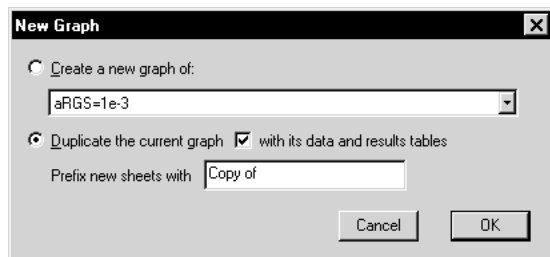 New Graph
Create a new graph of:
aRGS=1e-3
Duplicate the current graph with its data and results tables
Prefix new sheets with Copy of
Cancel OK